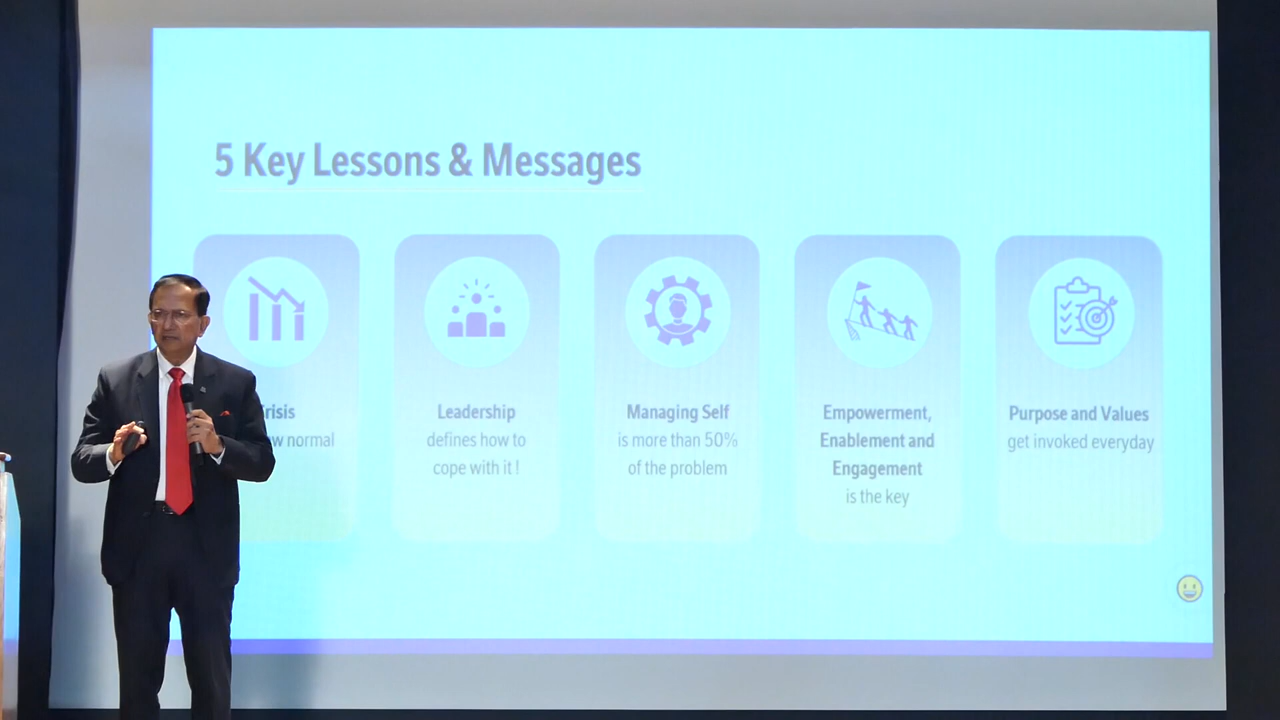 5 Key Lessons & Messages
normal
Leadership
defines how to
cope with it !
Managing Self
is more than 50%
of the problem
Empowerment,
Enablement and
Engagement
is the key
Purpose and Values
get invoked everyday